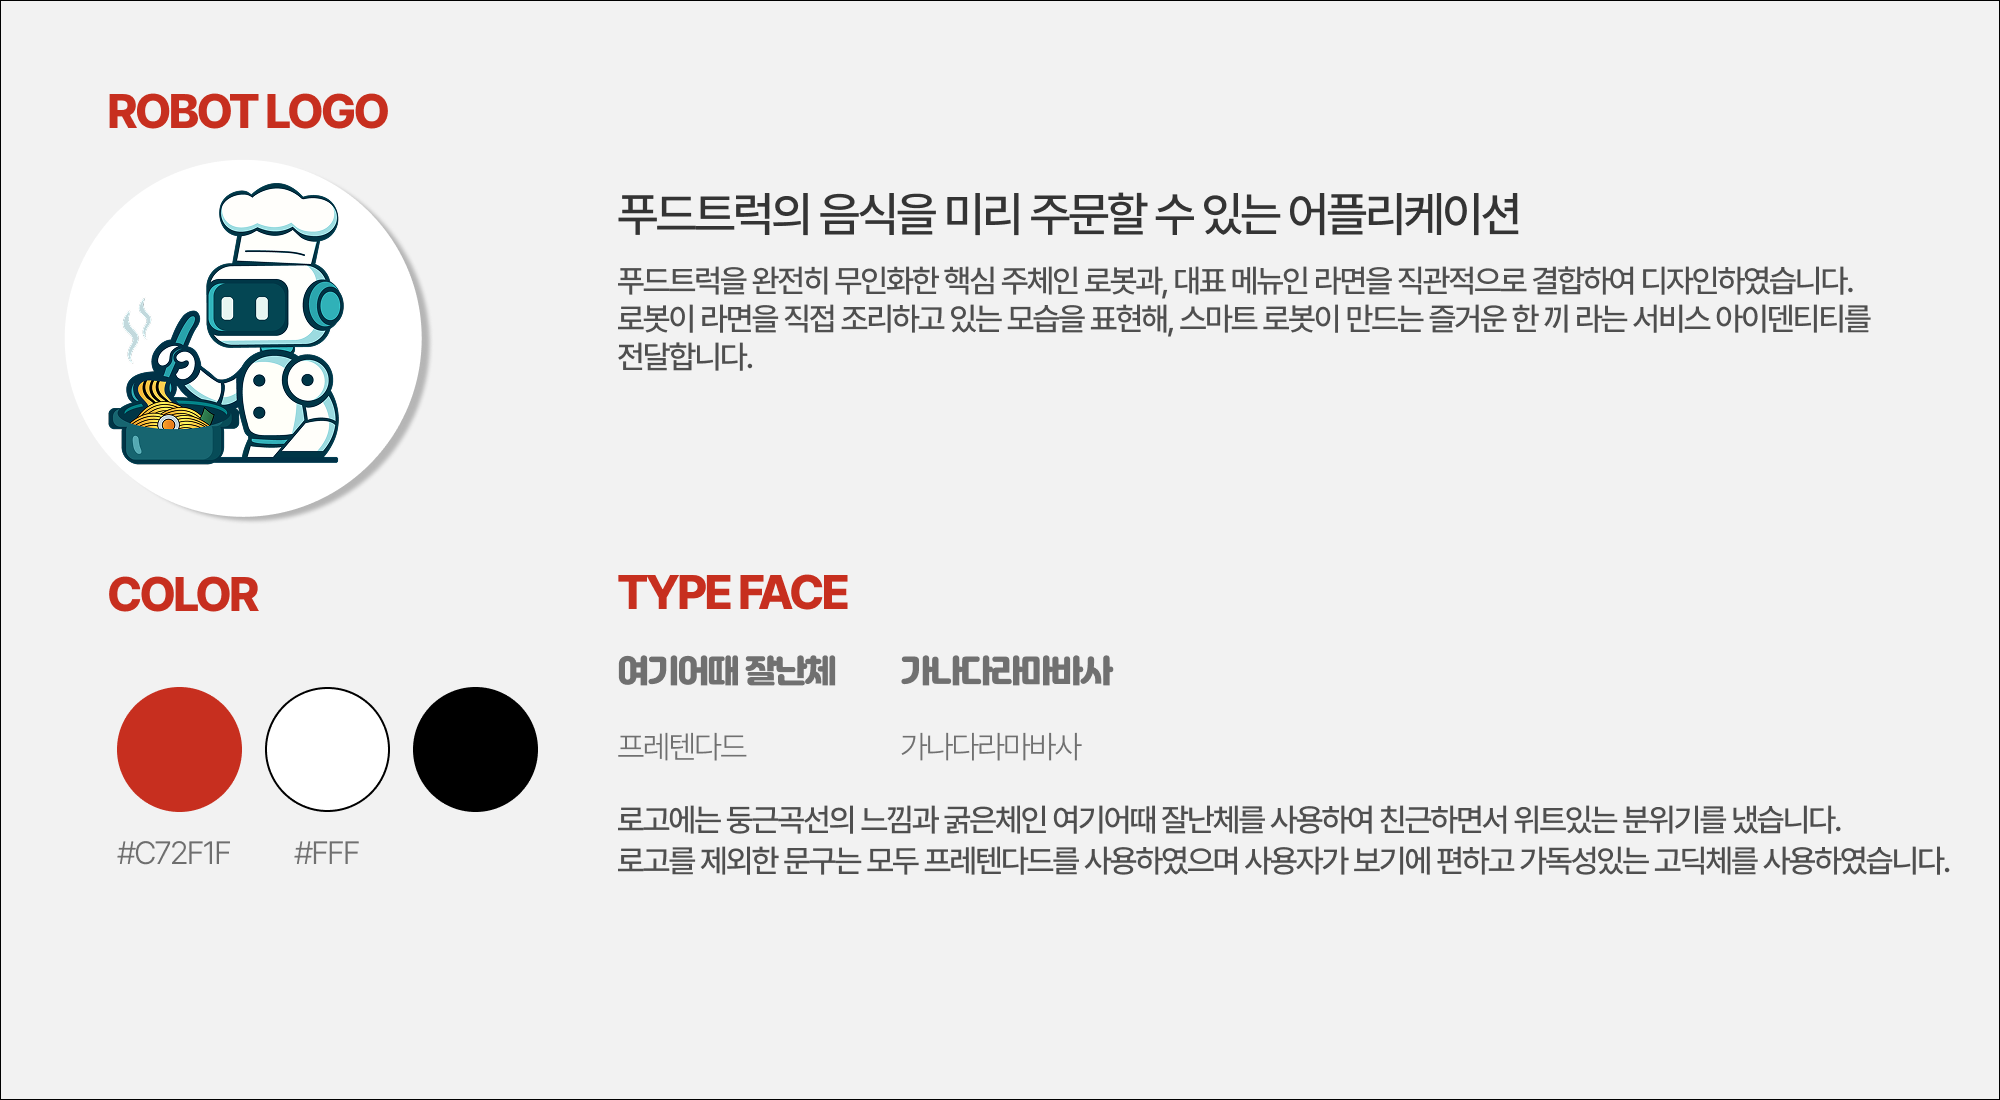 ROBOT LOGO
푸드트럭의 음식을 미리 주문할 수 있는 어플리케이션
푸드트럭을 완전히 무인화한 핵심 주체인 로봇과, 대표 메뉴인 라면을 직관적으로 결합하여 디자인하였습니다.
로봇이 라면을 직접 조리하고 있는 모습을 표현해, 스마트 로봇이 만드는 즐거운 한 끼 라는 서비스 아이덴티티를
전달합니다.
COLOR
#C72F1F
#FFF
TYPE FACE
여기어때 잘난체 가나다라마바사
프레텐다드 가나다라마바사
로고에는 둥근곡선의 느낌과 굵은체인 여기어때 잘난체를 사용하여 친근하면서 위트있는 분위기를 냈습니다.
로고를 제외한 문구는 모두 프레텐다드를 사용하였으며 사용자가 보기에 편하고 가독성있는 고딕체를 사용하였습니다.